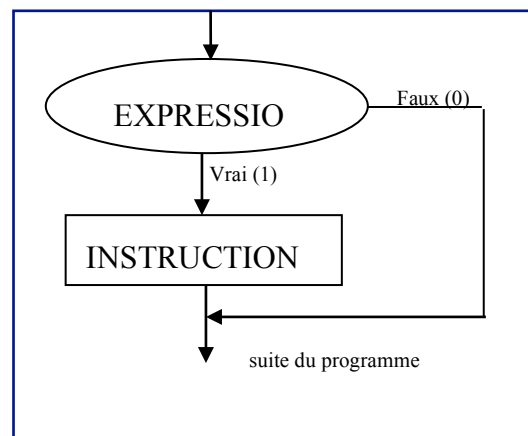 EXPRESSIO
Faux (0)
Vrai (1)
INSTRUCTION
suite du programme